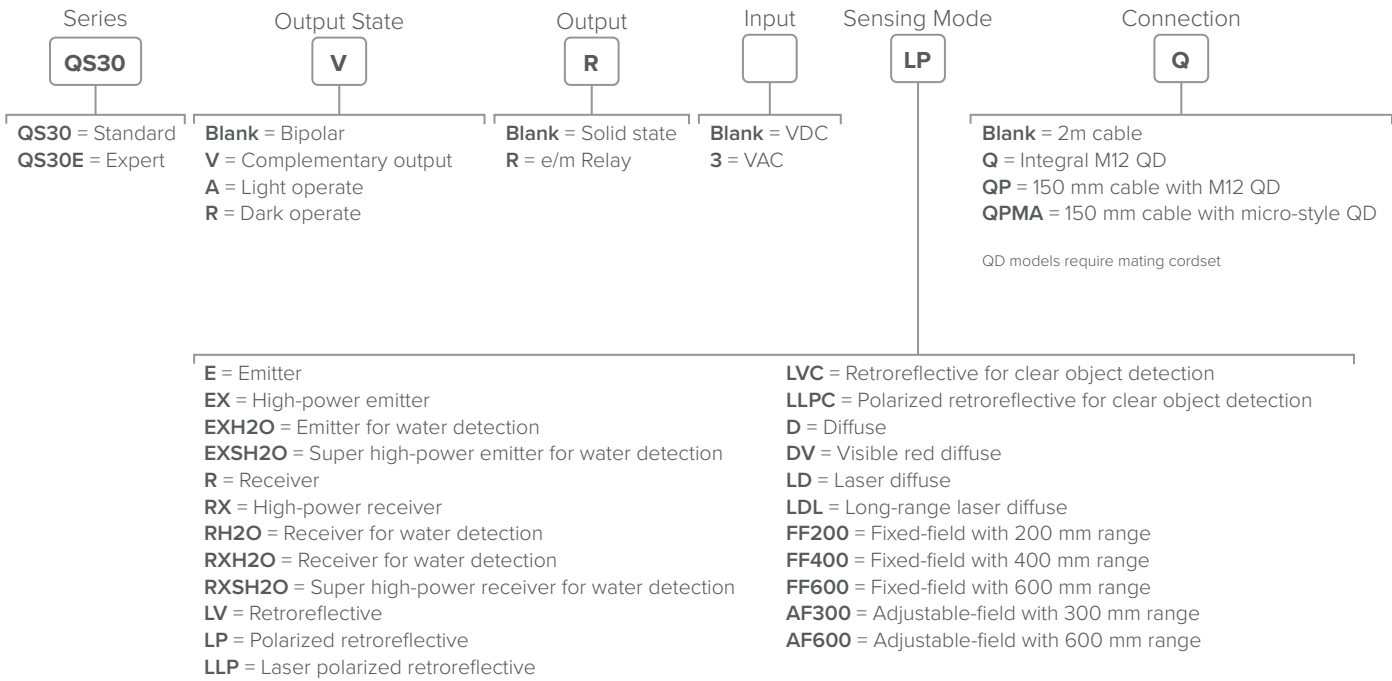 Series
QS30
QS30 = Standard
QS30E = Expert
Output State
V
Blank = Bipolar
V = Complementary output
A = Light operate
R = Dark operate
Output
R
Blank = Solid state
R = e/m Relay
Input
Blank = VDC
3 = VAC
Sensing Mode
LP
Connection
Q
Blank = 2m cable
Q = Integral M12 QD
QP = 150 mm cable with M12 QD
QPMA = 150 mm cable with micro-style QD
QD models require mating cordset
E = Emitter
EX = High-power emitter
EXH2O = Emitter for water detection
EXSH2O = Super high-power emitter for water detection
R = Receiver
RX = High-power receiver
RH2O = Receiver for water detection
RXH2O = Receiver for water detection
RXSH2O = Super high-power receiver for water detection
LV = Retroreflective
LP = Polarized retroreflective
LLP = Laser polarized retroreflective
LVC = Retroreflective for clear object detection
LLPC = Polarized retroreflective for clear object detection
D = Diffuse
DV = Visible red diffuse
LD = Laser diffuse
LDL = Long-range laser diffuse
FF200 = Fixed-field with 200 mm range
FF400 = Fixed-field with 400 mm range
FF600 = Fixed-field with 600 mm range
AF300 = Adjustable-field with 300 mm range
AF600 = Adjustable-field with 600 mm range